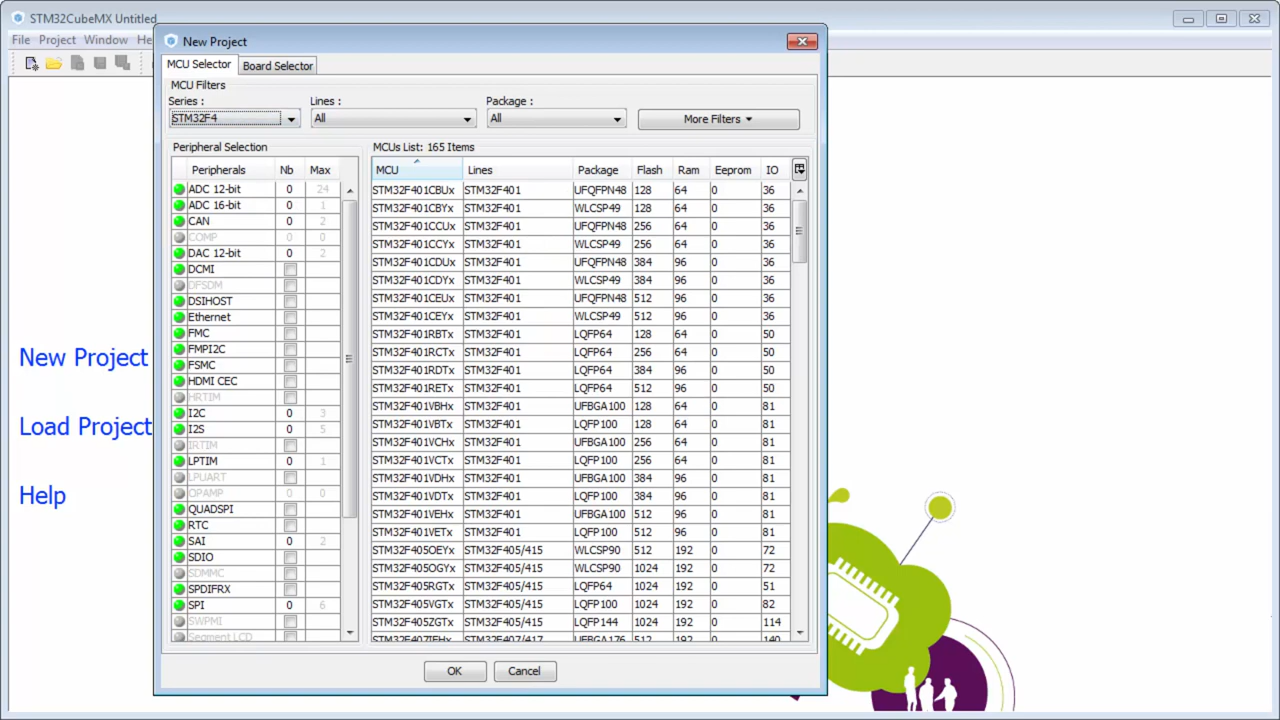 STM32CubeMX Untitled
File Project Window He
New Project
MCU Selector Board Selector
MCU Filters
Series : Lines : Package :
STM32F4 All All More Filters
Peripheral Selection MCUs List: 165 Items
Peripherals Nb Max MCU Lines Package Flash Ram Eeprom IO
ADC 12-bit 0 24 STM32F401CBUx STM32F401 UFQFPN48 128 64 0 36
ADC 16-bit 0 1 STM32F401CBYx STM32F401 WLCSP49 128 64 0 36
CAN 0 2 STM32F401CCUx STM32F401 UFQFPN48 256 64 0 36
COMP 0 0 STM32F401CCYx STM32F401 WLCSP49 256 64 0 36
DAC 12-bit 0 2 STM32F401CDUx STM32F401 UFQFPN48 384 96 0 36
DCMI STM32F401CDYx STM32F401 WLCSP49 384 96 0 36
DFSDM
DSIHOST STM32F401CEUx STM32F401 UFQFPN48 512 96 0 36
Ethernet STM32F401CEYx STM32F401 WLCSP49 512 96 0 36
FMC STM32F401RBTx STM32F401 LQFP64 128 64 0 50
FMPI2C STM32F401RCTx STM32F401 LQFP64 256 64 0 50
FSMC STM32F401RDTx STM32F401 LQFP64 384 96 0 50
HDMI CEC STM32F401RETx STM32F401 LQFP64 512 96 0 50
HRTIM STM32F401VBHx STM32F401 UFBGA100 128 64 0 81
I2C 0 3 STM32F401VBTx STM32F401 LQFP100 128 64 0 81
I2S 0 5 STM32F401VCHx STM32F401 UFBGA100 256 64 0 81
IRTIM
LPTIM 0 1 STM32F401VCTx STM32F401 LQFP100 256 64 0 81
LPUART STM32F401VDHx STM32F401 UFBGA100 384 96 0 81
OPAMP 0 0 STM32F401VDTx STM32F401 LQFP100 384 96 0 81
QUADSPI STM32F401VEHx STM32F401 UFBGA100 512 96 0 81
RTC STM32F401VETx STM32F401 LQFP100 512 96 0 81
SAI 0 2 STM32F405OEYx STM32F405/415 WLCSP90 512 192 0 72
SDIO STM32F405OGYx STM32F405/415 WLCSP90 1024 192 0 72
SDMMC
SPDIFRX STM32F405RGTx STM32F405/415 LQFP64 1024 192 0 51
SPI 0 6 STM32F405VGTx STM32F405/415 LQFP100 1024 192 0 82
SWPMI STM32F405ZGTx STM32F405/415 LQFP144 1024 192 0 114
Segment LCD STM32F407IEHx STM32F407/417 UFBGA176 512 192 0 140
OK Cancel
New Project
Load Project
Help